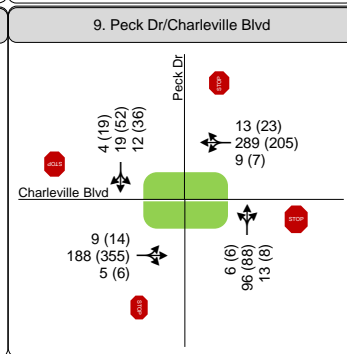 9. Peck Dr/Charleville Blvd
Peck Dr
STOP
4 (19)
19 (52)
12 (36)
13 (23)
289 (205)
9 (7)
STOP
Charleville Blvd
STOP
9 (14)
188 (355)
5 (6)
6 (6)
96 (88)
13 (8)
STOP